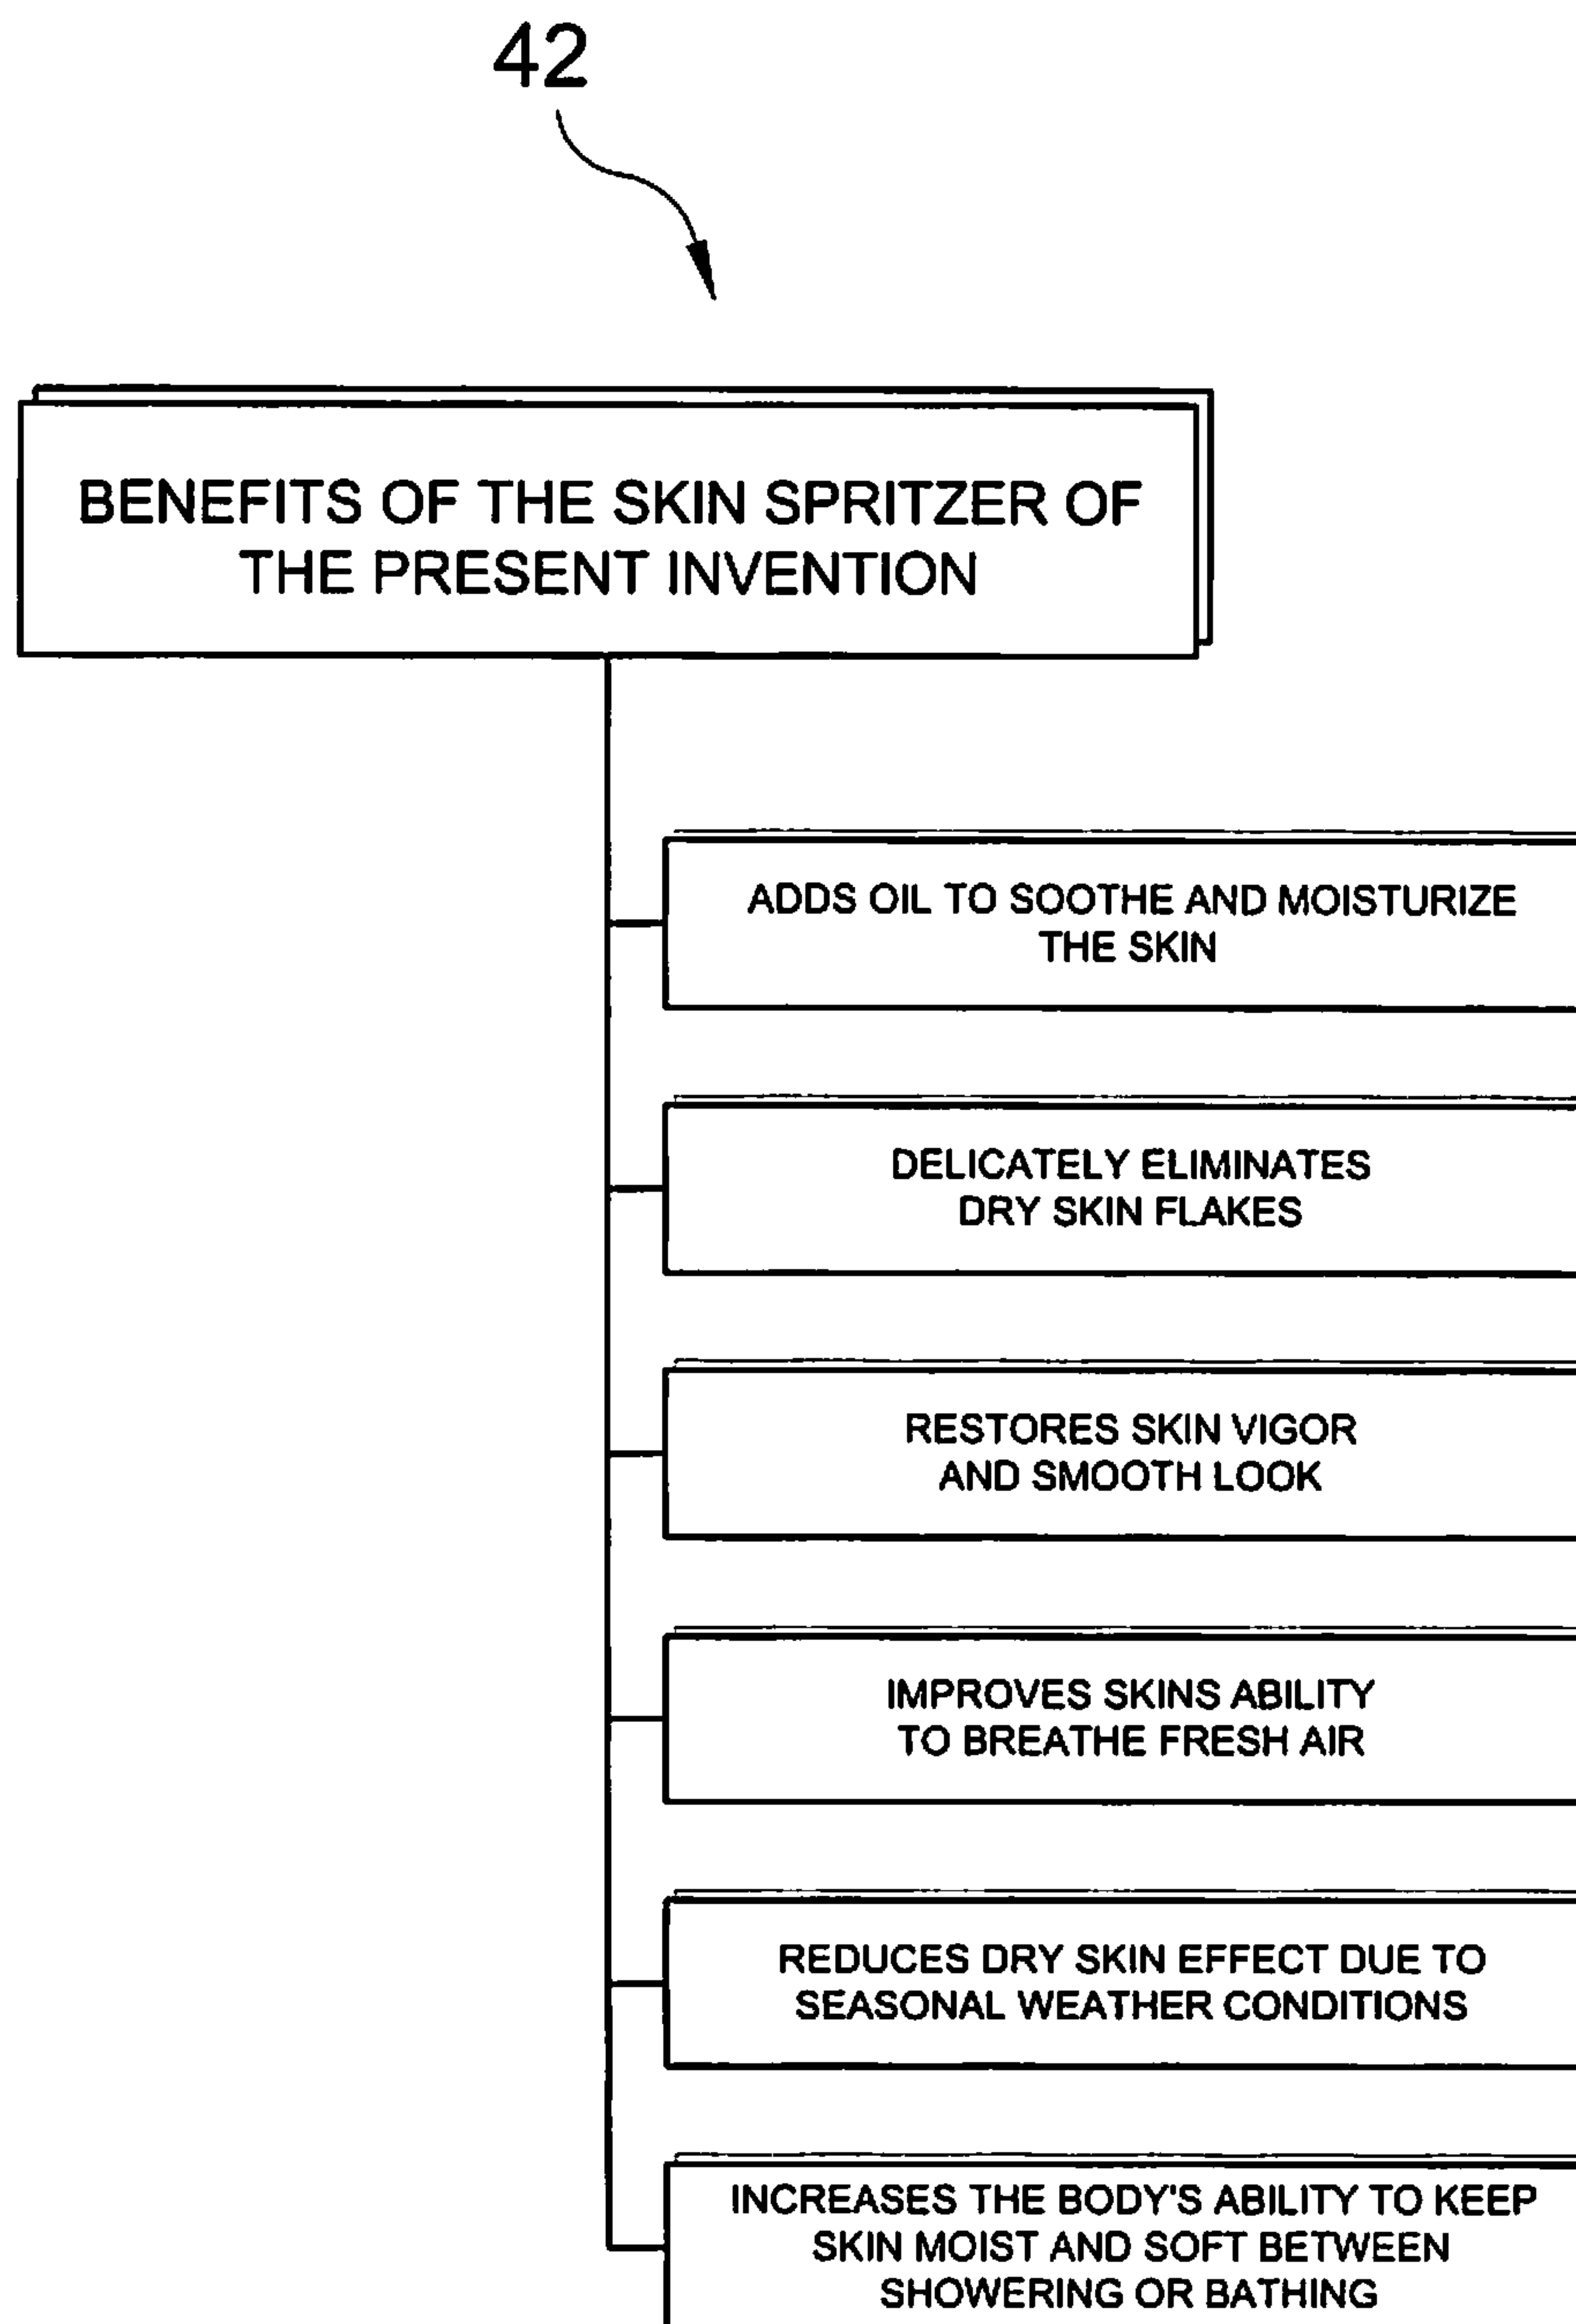 42
BENEFITS OF THE SKIN SPRITZER OF
THE PRESENT INVENTION
ADDS OIL TO SOOTHE AND MOISTURIZE
THE SKIN
DELICATELY ELIMINATES
DRY SKIN FLAKES
RESTORES SKIN VIGOR
AND SMOOTH LOOK
IMPROVES SKINS ABILITY
TO BREATHE FRESH AIR
REDUCES DRY SKIN EFFECT DUE TO
SEASONAL WEATHER CONDITIONS
INCREASES THE BODY'S ABILITY TO KEEP
SKIN MOIST AND SOFT BETWEEN
SHOWERING OR BATHING